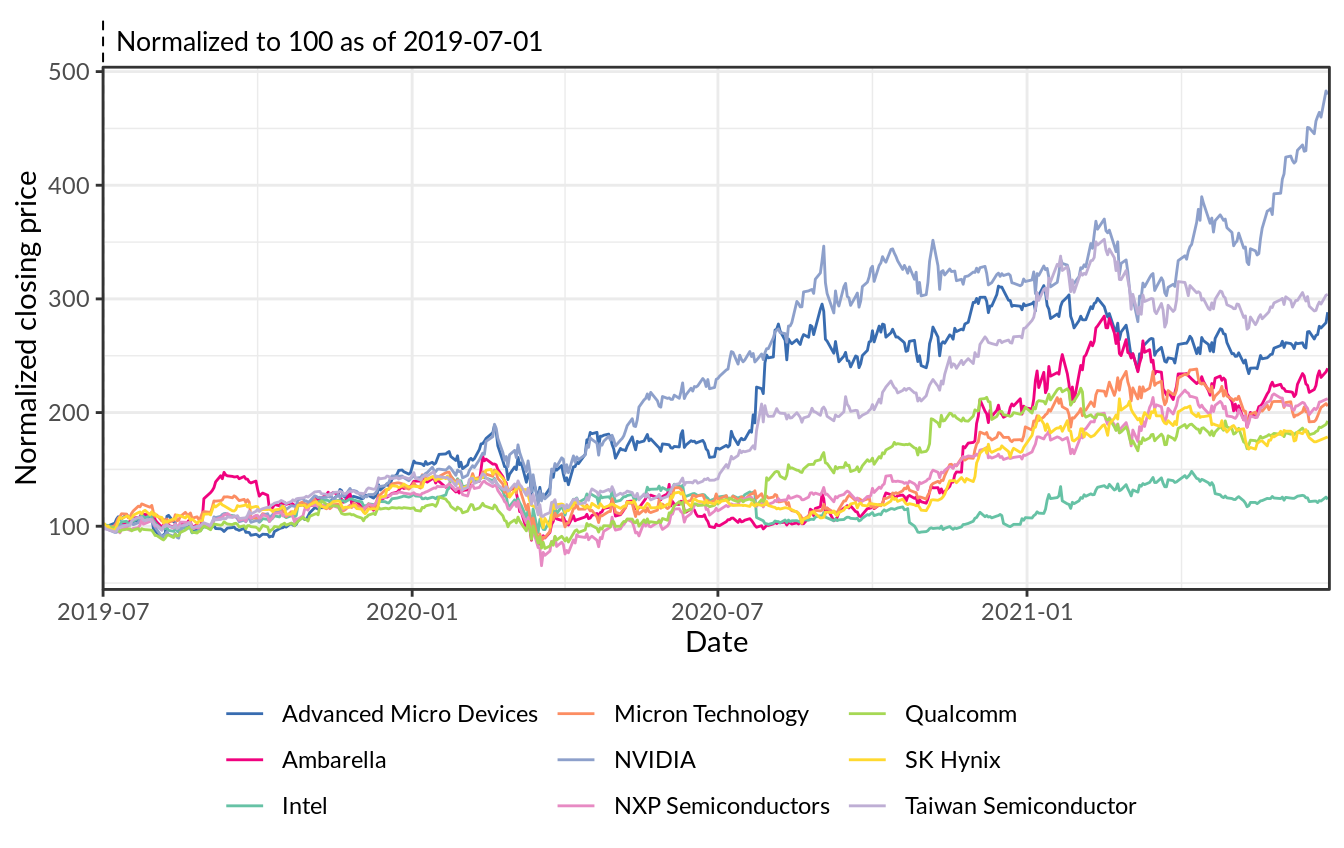 Normalized to 100 as of 2019-07-01
500
400
300
200
100
Normalized closing price
2019-07 2020-01 2020-07 2021-01
Date
Advanced Micro Devices Micron Technology Qualcomm
Ambarella NVIDIA SK Hynix
Intel NXP Semiconductors Taiwan Semiconductor